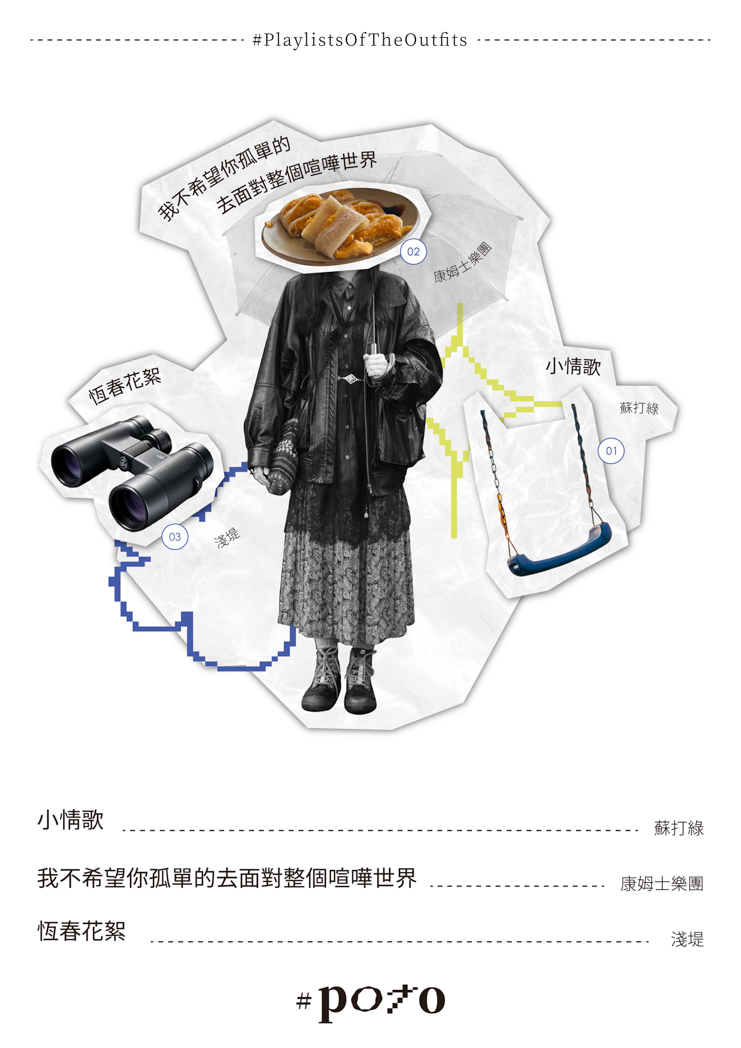 #PlaylistsOfTheOutfits
我不希望你孤單的
去面對整個喧嘩世界
02
康姆士樂團
小情歌
蘇打綠
01
恆春花絮
03
淺堤
小情歌 蘇打綠
我不希望你孤單的去面對整個喧嘩世界 康姆士樂團
恆春花絮 淺堤
#poto